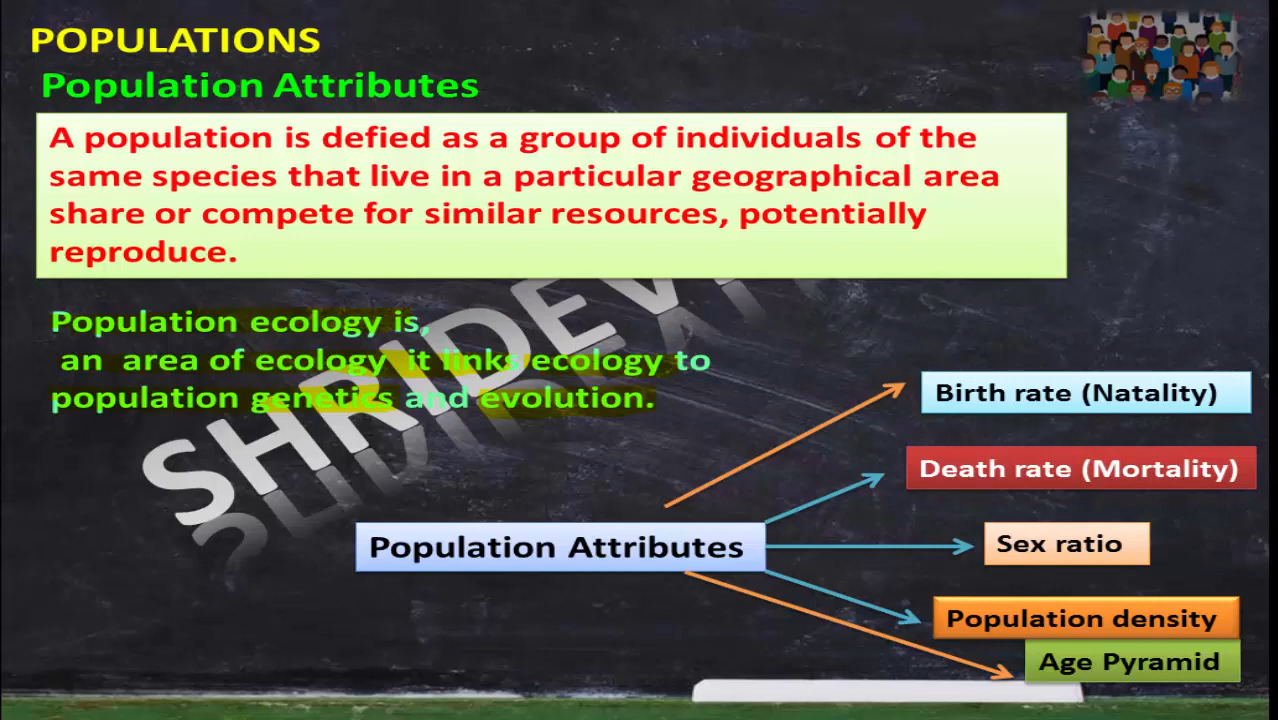 POPULATIONS
Population Attributes
A population is defied as a group of individuals of the
same species that live in a particular geographical area
share or compete for similar resources, potentially
reproduce.
Population ecology is,
an area of ecology it links ecology to
population genetics and evolution.
Birth rate (Natality)
Death rate (Mortality)
Population Attributes
Sex ratio
Population density
Age Pyramid